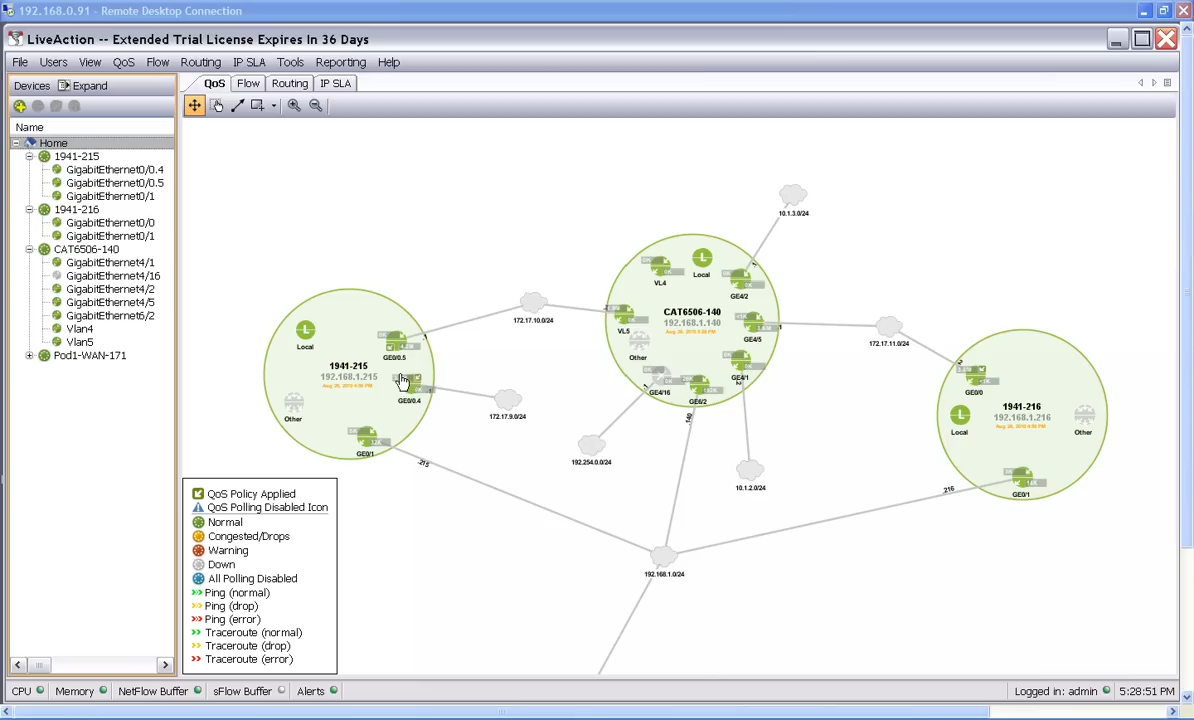 192.168.0.91 - Remote Desktop Connection
LiveAction -- Extended Trial License Expires In 36 Days
File Users View QoS Flow Routing IP SLA Tools Reporting Help
Devices Expand
QoS Flow Routing IP SLA
Name
Home
1941-215
GigabitEthernet0/0.4
GigabitEthernet0/0.5
GigabitEthernet0/1
1941-216
GigabitEthernet0/0
GigabitEthernet0/1
CAT6506-140
GigabitEthernet4/1
GigabitEthernet4/16
GigabitEthernet4/2
GigabitEthernet4/5
GigabitEthernet6/2
Vlan4
Vlan5
Pod1-WAN-171
10.1.3.0/24
L
Local
VL4
0K
GE4/2
0K
172.17.10.0/24
VL5
CAT6506-140
192.168.1.140
GE4/5
Other
GE4/16
GE6/2
GE4/1
.140
172.17.11.0/24
L
Local
GE0/0.5
1941-215
192.168.1.215
GE0/0.4
Other
GE0/1
.215
172.17.9.0/24
192.254.0.0/24
10.1.2.0/24
GE0/0
1941-216
192.168.1.216
L
Local
Other
GE0/1
.216
192.168.1.0/24
QoS Policy Applied
QoS Polling Disabled Icon
Normal
Congested/Drops
Warning
Down
All Polling Disabled
Ping (normal)
Ping (drop)
Ping (error)
Traceroute (normal)
Traceroute (drop)
Traceroute (error)
CPU Memory NetFlow Buffer sFlow Buffer Alerts Logged in: admin 5:28:51 PM